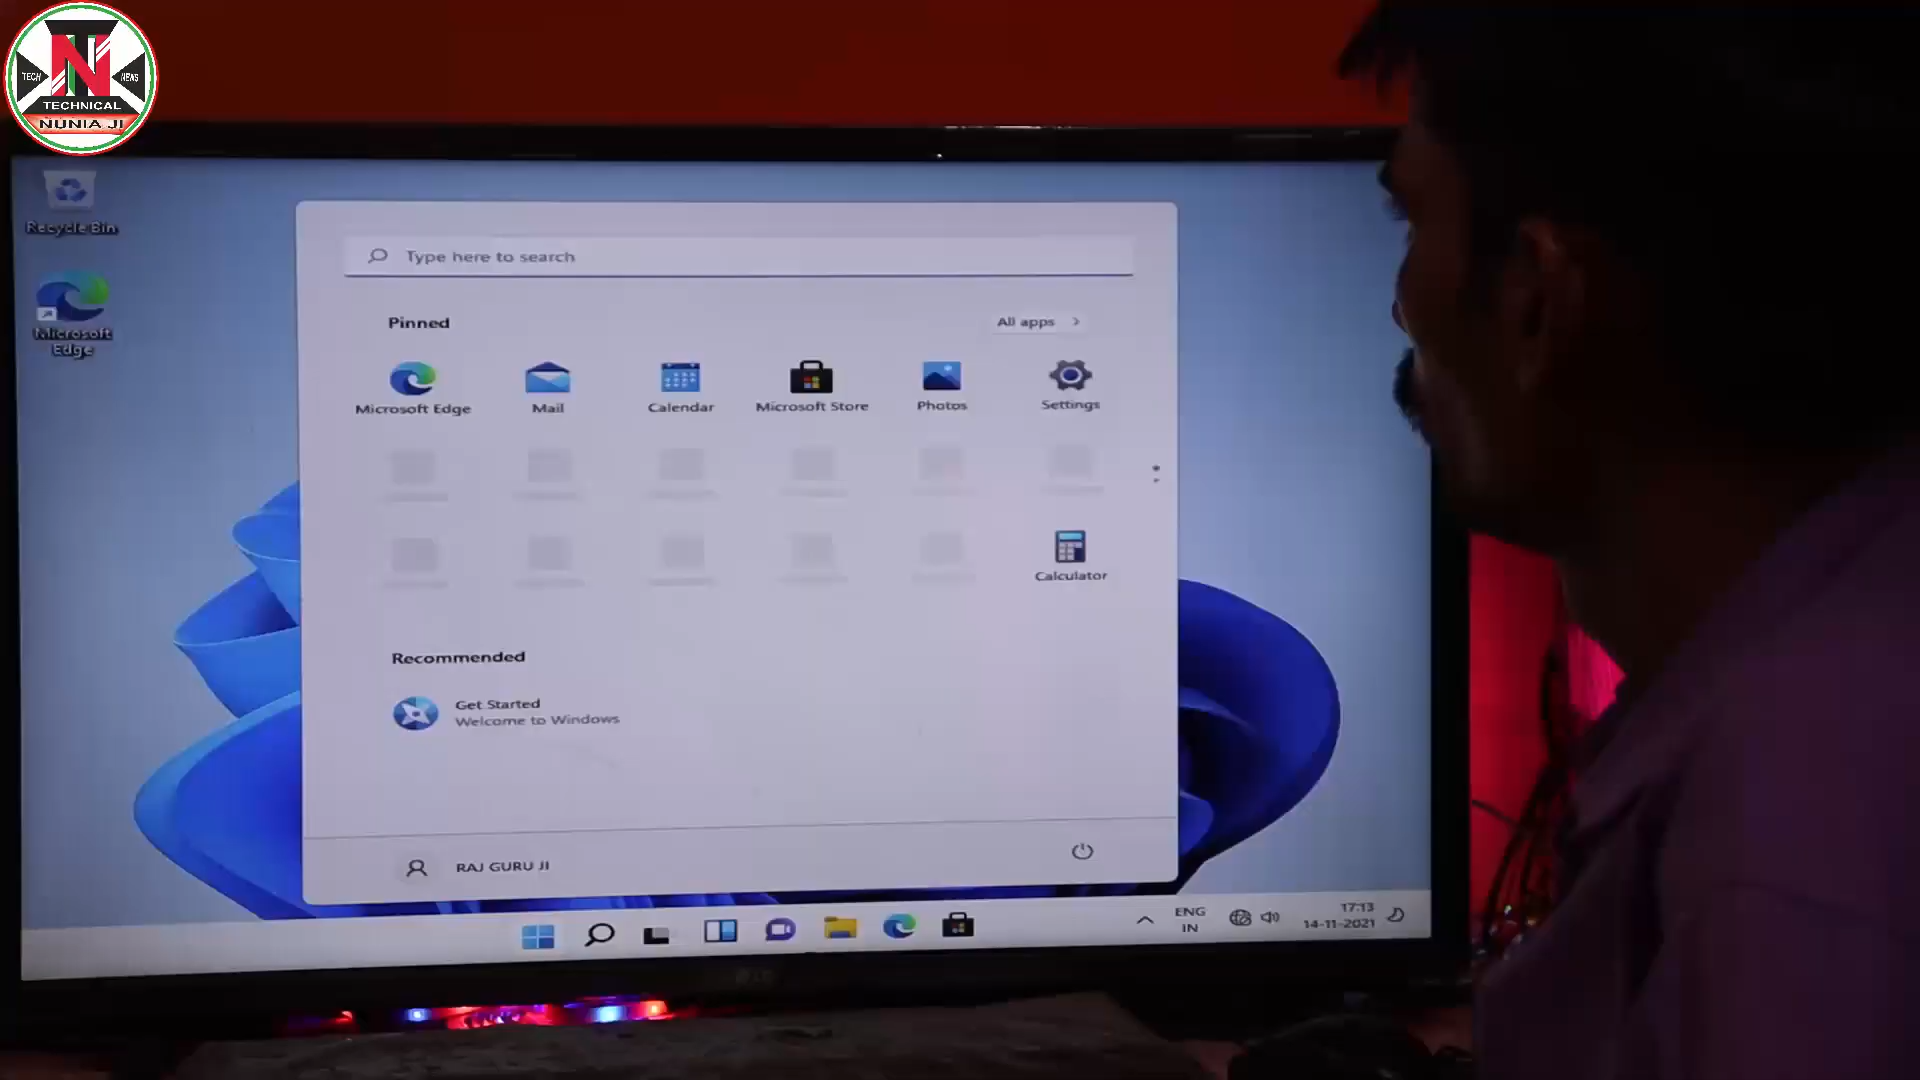 TECH
NEWS
TECHNICAL
NUNIA JI
Recycle Bin
Microsoft
Edge
Type here to search
Pinned
All apps
Microsoft Edge
Mail
Calendar
Microsoft Store
Photos
Settings
Calculator
Recommended
Get Started
Welcome to Windows
RAJ GURU JI
ENG
IN
17:13
14-11-2021
LG